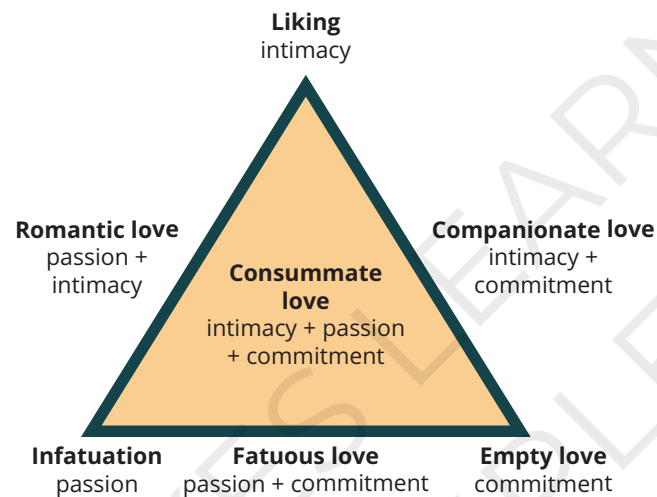 Liking
intimacy
Romantic love
passion +
intimacy
Companionate love
intimacy +
commitment
Consummate
love
intimacy + passion
+ commitment
Infatuation
passion
Fatuous love
passion + commitment
Empty love
commitment